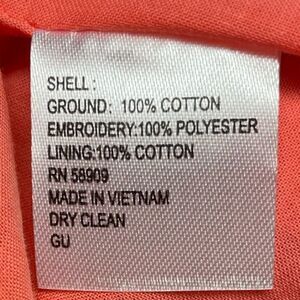 SHELL :
GROUND: 100% COTTON
EMBROIDERY:100% POLYESTER
LINING:100% COTTON
RN 58909
MADE IN VIETNAM
DRY CLEAN
GU